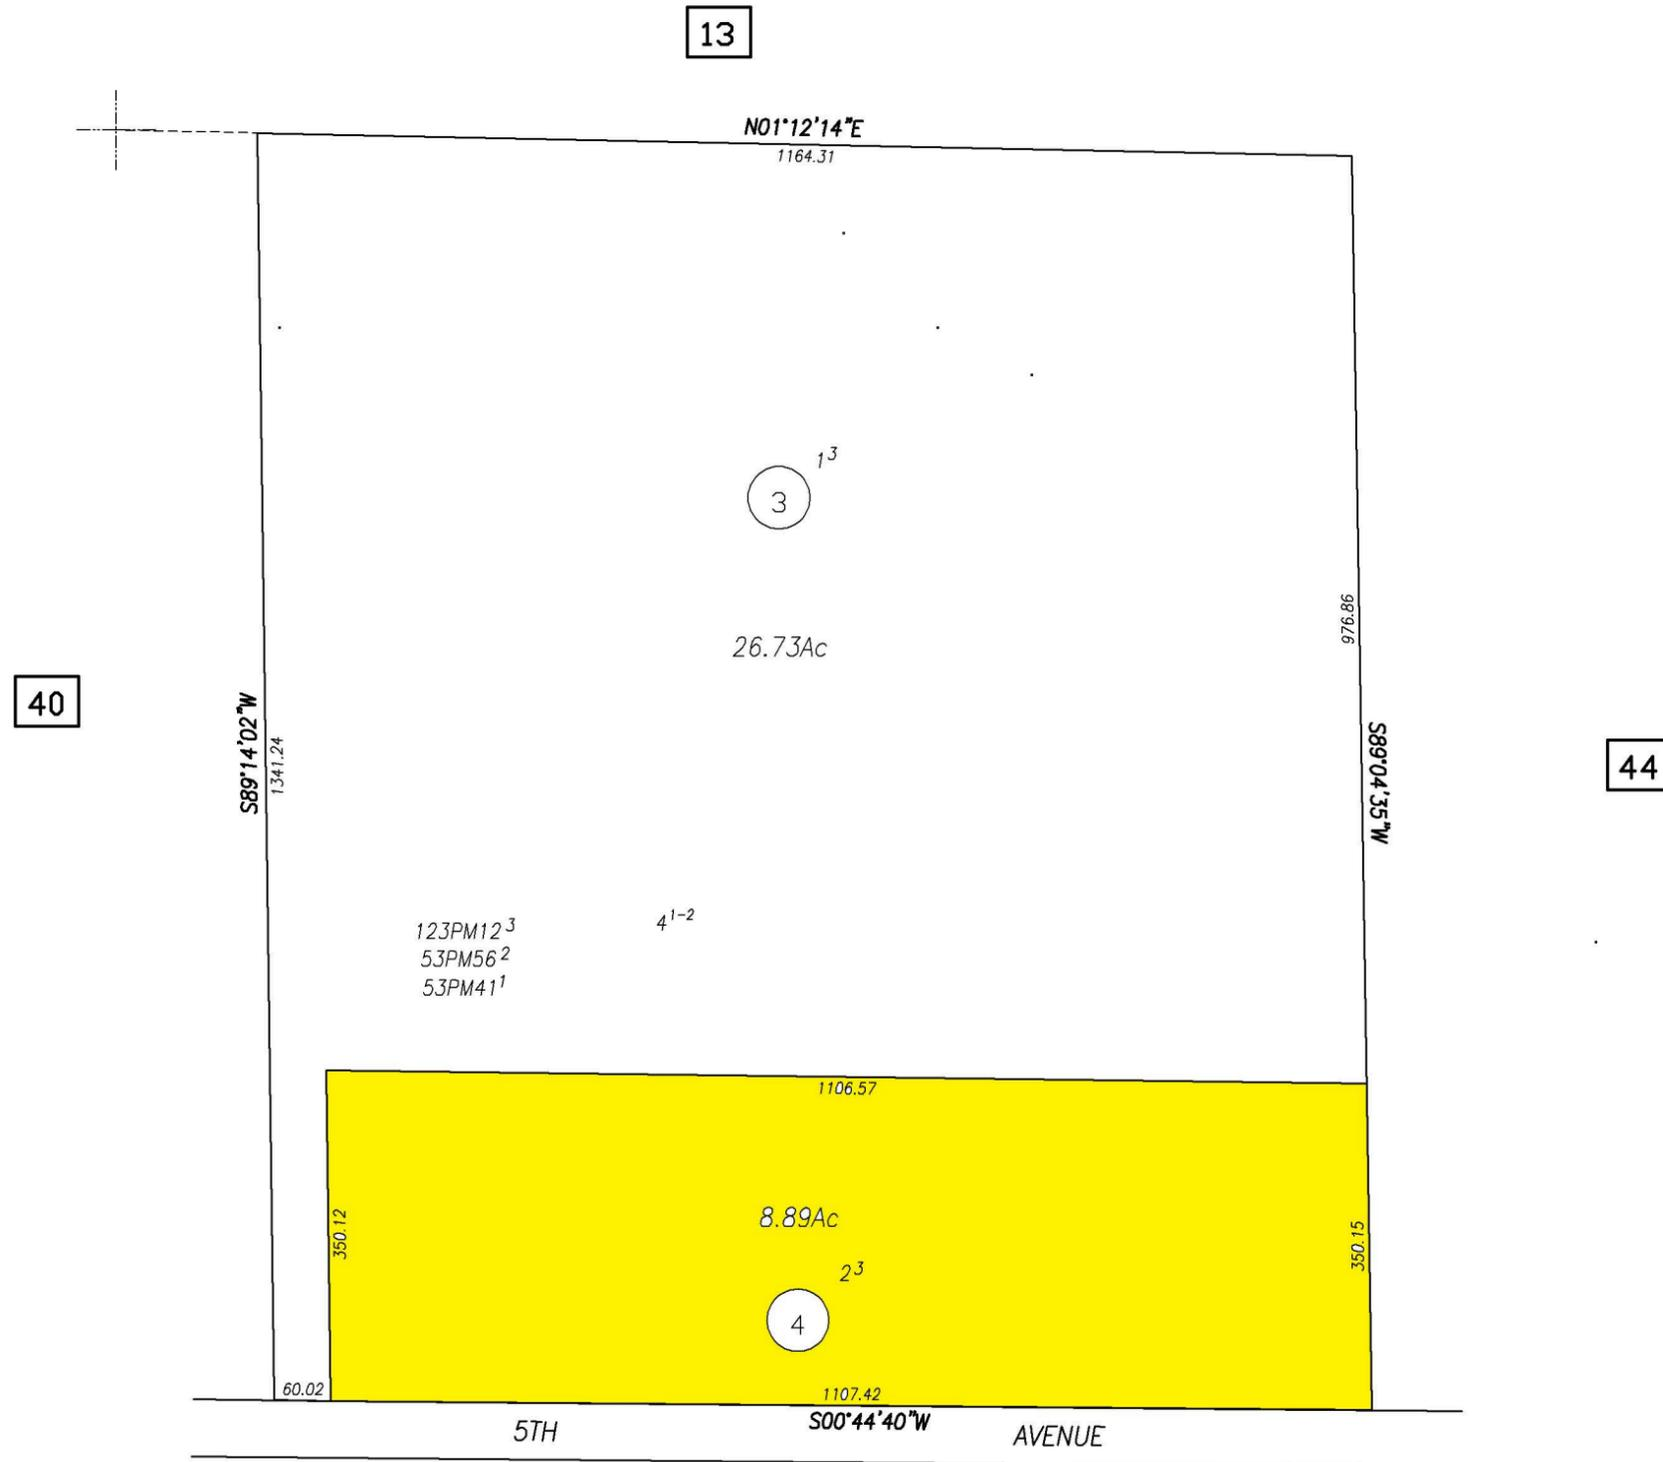 13
N01°12'14"E
1164.31
1³
3
976.86
26.73Ac
40
S89°14'02"W
1341.24
S89°04'35"W
44
123PM12³
4¹⁻²
53PM56²
53PM41¹
1106.57
350.12
8.89Ac
350.15
2³
4
60.02
1107.42
5TH
S00°44'40"W
AVENUE